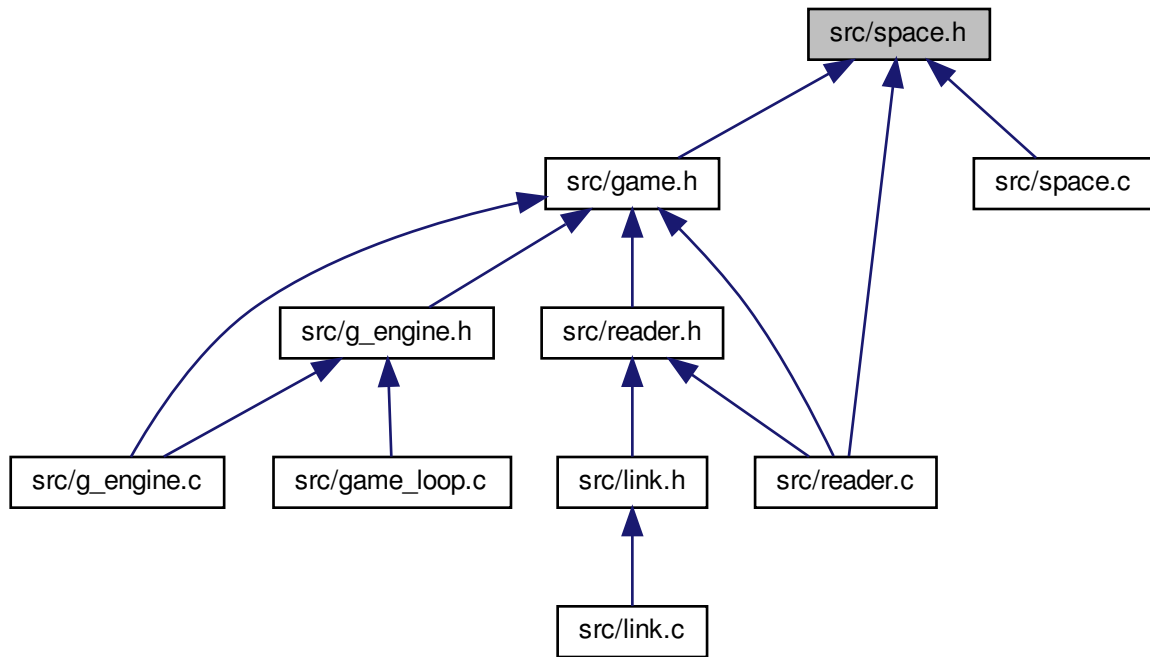 src/space.h
src/game.h
src/space.c
src/g_engine.h
src/reader.h
src/g_engine.c
src/game_loop.c
src/link.h
src/reader.c
src/link.c